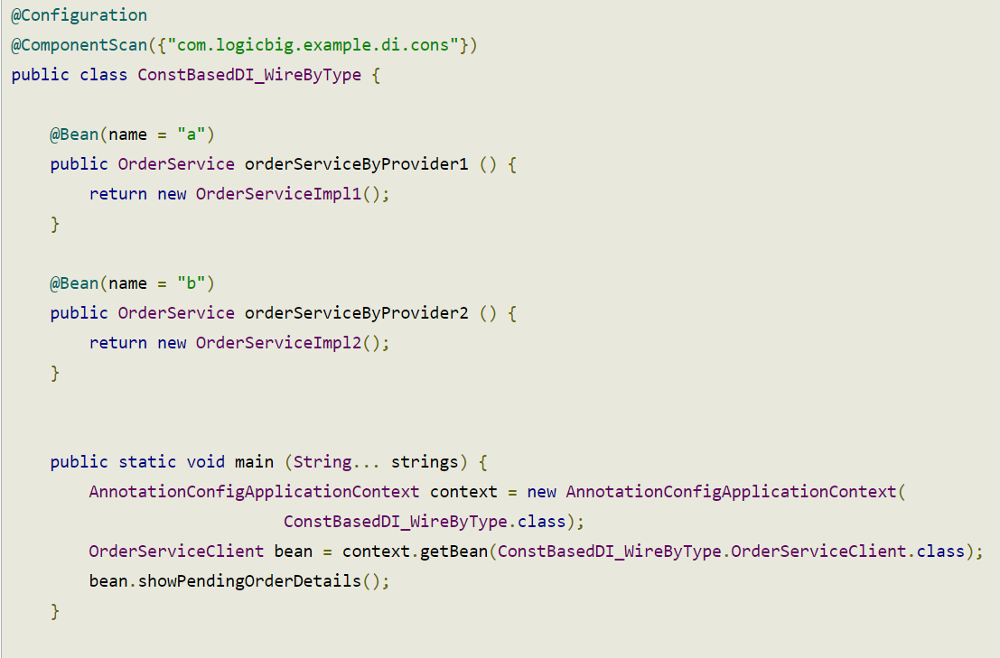 @Configuration
@ComponentScan({"com.logicbig.example.di.cons"})
public class ConstBasedDI_WireByType {
@Bean(name = "a")
public OrderService orderServiceByProvider1 () {
return new OrderServiceImpl1();
}
@Bean(name = "b")
public OrderService orderServiceByProvider2 () {
return new OrderServiceImpl2();
}
public static void main (String... strings) {
AnnotationConfigApplicationContext context = new AnnotationConfigApplicationContext(
ConstBasedDI_WireByType.class);
OrderServiceClient bean = context.getBean(ConstBasedDI_WireByType.OrderServiceClient.class);
bean.showPendingOrderDetails();
}